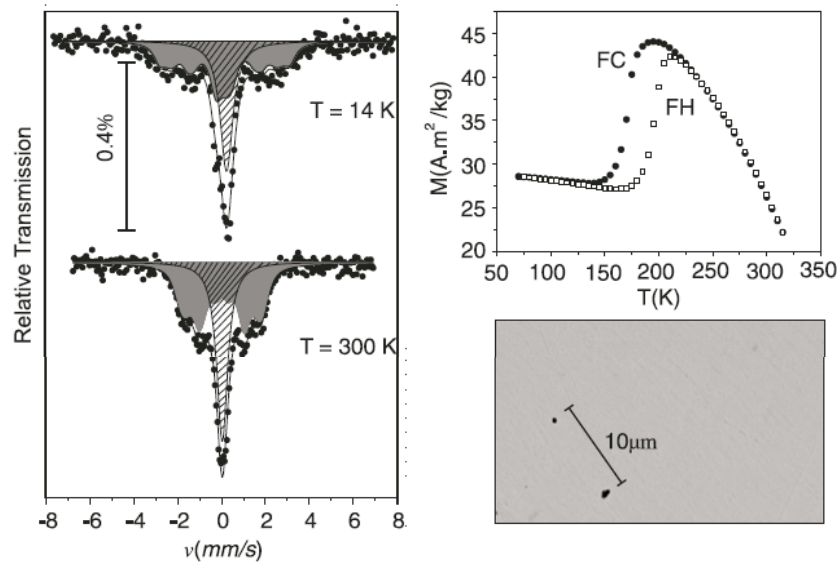 Relative Transmission
0.4%
T = 14 K
T = 300 K
-8 -6 -4 -2 0 2 4 6 8
v(mm/s)
M(A.m² /kg)
45
40
35
30
25
20
FC
FH
50 100 150 200 250 300 350
T(K)
10μm